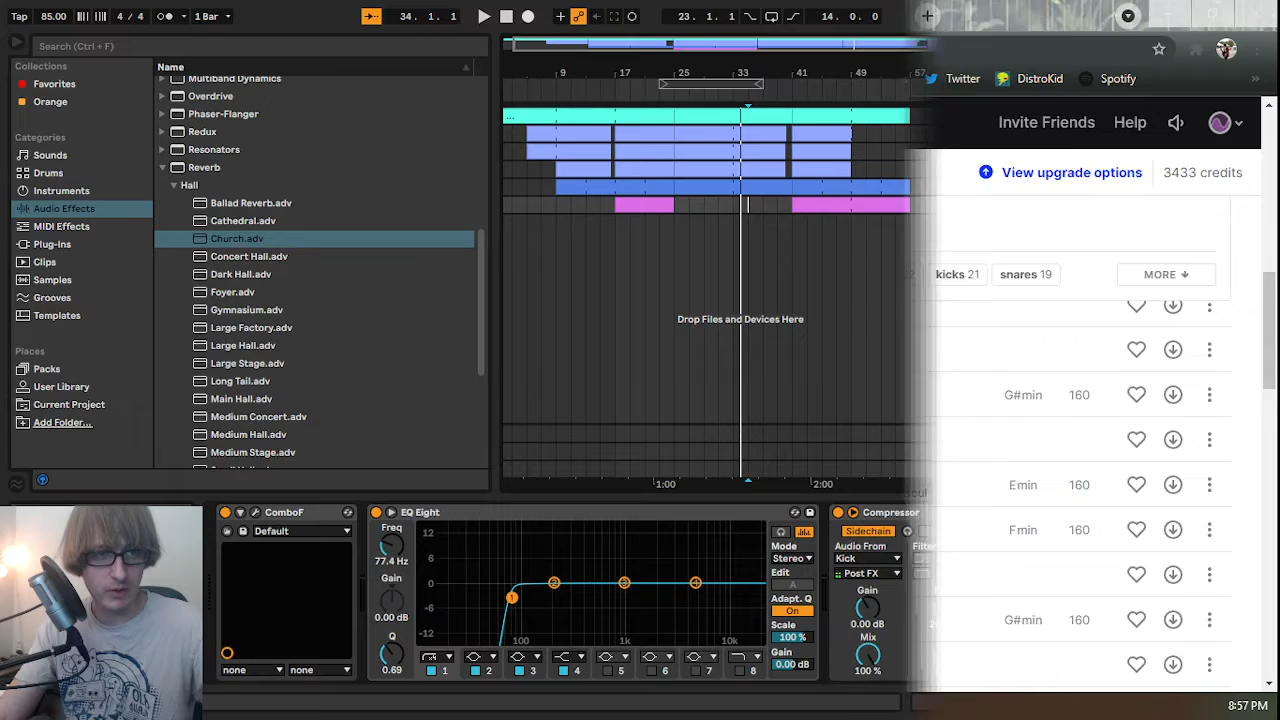 Tap 85.00 4 / 4 1 Bar 34. 1. 1 23. 1. 1 14. 0. 0
Search (Ctrl + F)
Collections
Favorites
Orange
Categories
Sounds
Drums
Instruments
Audio Effects
MIDI Effects
Plug-Ins
Clips
Samples
Grooves
Templates
Places
Packs
User Library
Current Project
Add Folder...
Name
Multiband Dynamics
Overdrive
Phaser-Flanger
Redux
Resonators
Reverb
Hall
Ballad Reverb.adv
Cathedral.adv
Church.adv
Concert Hall.adv
Dark Hall.adv
Foyer.adv
Gymnasium.adv
Large Factory.adv
Large Hall.adv
Large Stage.adv
Long Tail.adv
Main Hall.adv
Medium Concert.adv
Medium Hall.adv
Medium Stage.adv
9 17 25 33 41 49 57
...
Drop Files and Devices Here
1:00 2:00
Twitter DistroKid Spotify
Invite Friends Help
View upgrade options 3433 credits
kicks 21 snares 19 MORE
G#min 160
Emin 160
Fmin 160
G#min 160
ComboF
Default
none none
EQ Eight
Freq
77.4 Hz
Gain
0.00 dB
Q
0.69
12
6
0
-6
-12
100 1k 10k
1 2 3 4
1 2 3 4 5 6 7 8
Mode
Stereo
Edit
A
Adapt. Q
On
Scale
100 %
Gain
0.00 dB
Compressor
Sidechain
Audio From
Kick
Post FX
Gain
0.00 dB
Mix
100 %
Filter
8:57 PM